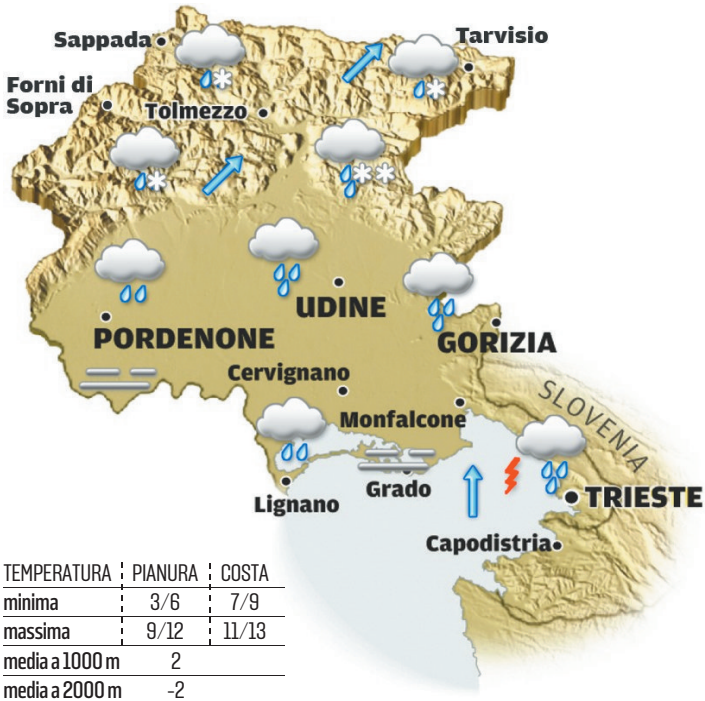 Sappada
Tarvisio
Forni di
Sopra
Tolmezzo
UDINE
PORDENONE
GORIZIA
Cervignano
SLOVENIA
Monfalcone
Grado
Lignano
TRIESTE
Capodistria
TEMPERATURA PIANURA COSTA
minima 3/6 7/9
massima 9/12 11/13
media a 1000 m 2
media a 2000 m -2